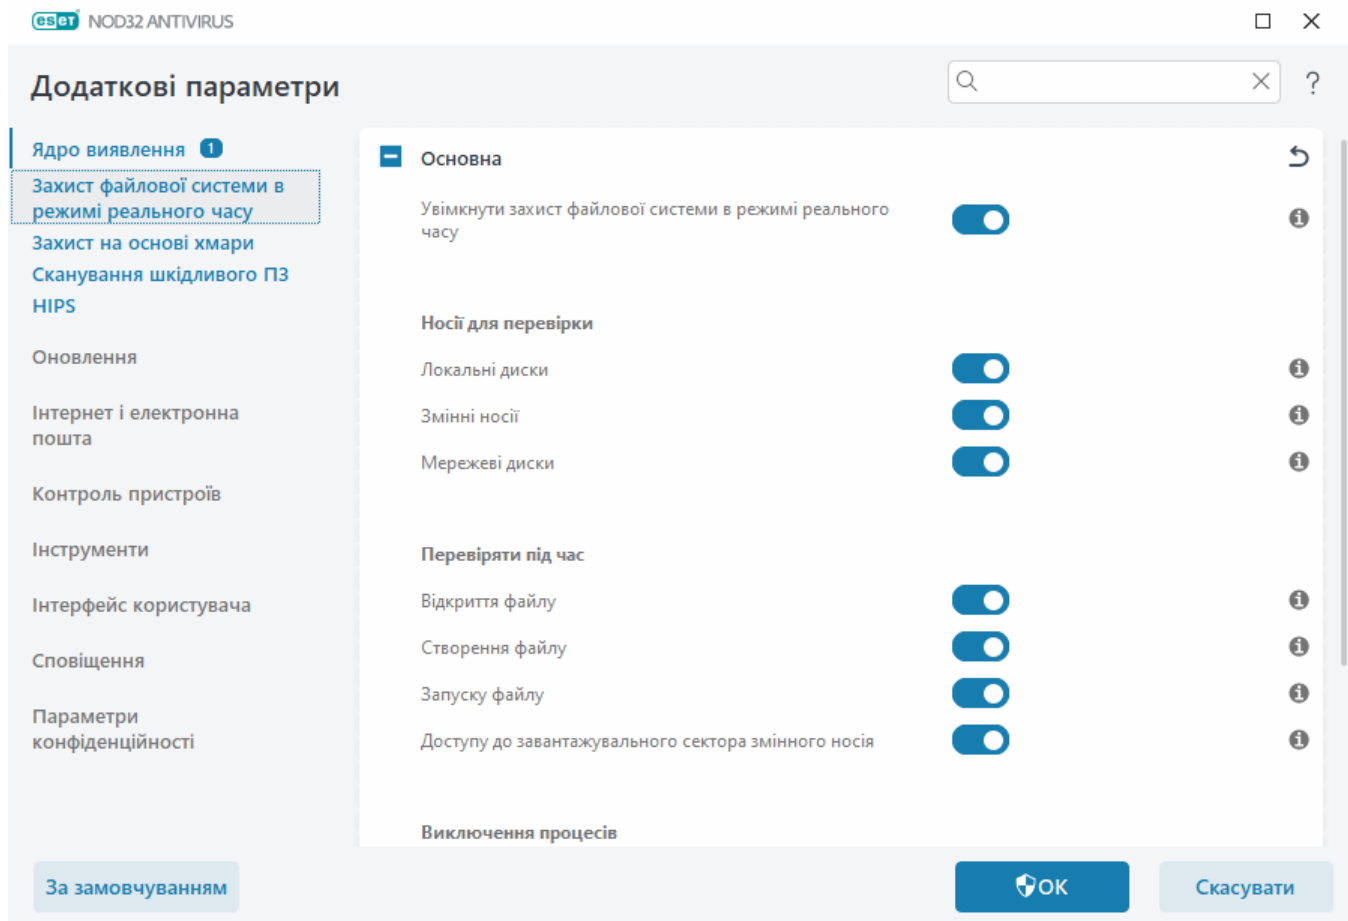 eset NOD32 ANTIVIRUS
Додаткові параметри
?
Ядро виявлення 1
Захист файлової системи в
режимі реального часу
Захист на основі хмари
Сканування шкідливого ПЗ
HIPS
Оновлення
Інтернет і електронна
пошта
Контроль пристроїв
Інструменти
Інтерфейс користувача
Сповіщення
Параметри
конфіденційності
Основна
Увімкнути захист файлової системи в режимі реального
часу
Носії для перевірки
Локальні диски
Змінні носії
Мережеві диски
Перевіряти під час
Відкриття файлу
Створення файлу
Запуску файлу
Доступу до завантажувального сектора змінного носія
Виключення процесів
За замовчуванням
ОК
Скасувати